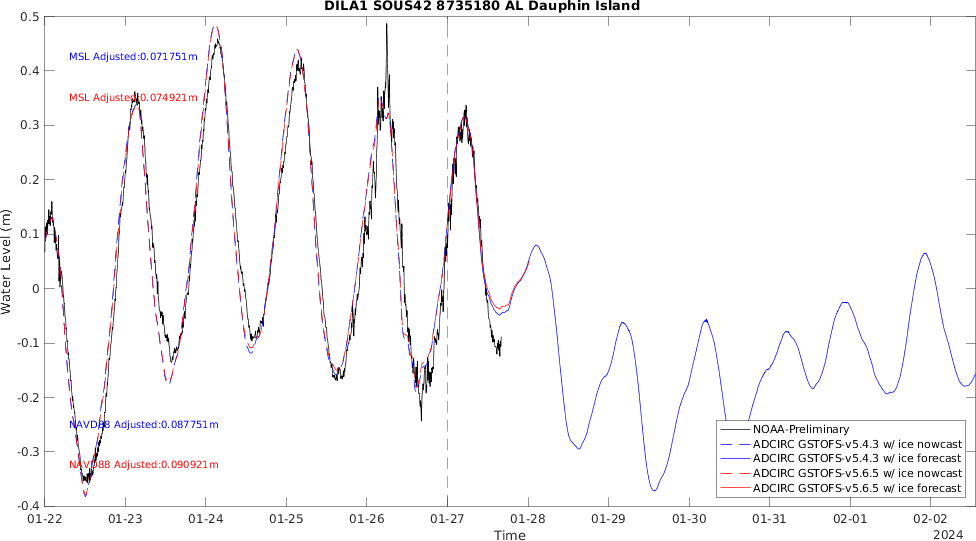 DILA1 SOUS42 8735180 AL Dauphin Island
0.5
0.4
0.3
0.2
0.1
0
-0.1
-0.2
-0.3
-0.4
Water Level (m)
MSL Adjusted:0.071751m
MSL Adjusted:0.074921m
NAVD88 Adjusted:0.087751m
NAVD88 Adjusted:0.090921m
NOAA-Preliminary
ADCIRC GSTOFS-v5.4.3 w/ ice nowcast
ADCIRC GSTOFS-v5.4.3 w/ ice forecast
ADCIRC GSTOFS-v5.6.5 w/ ice nowcast
ADCIRC GSTOFS-v5.6.5 w/ ice forecast
01-22 01-23 01-24 01-25 01-26 01-27 01-28 01-29 01-30 01-31 02-01 02-02
Time
2024